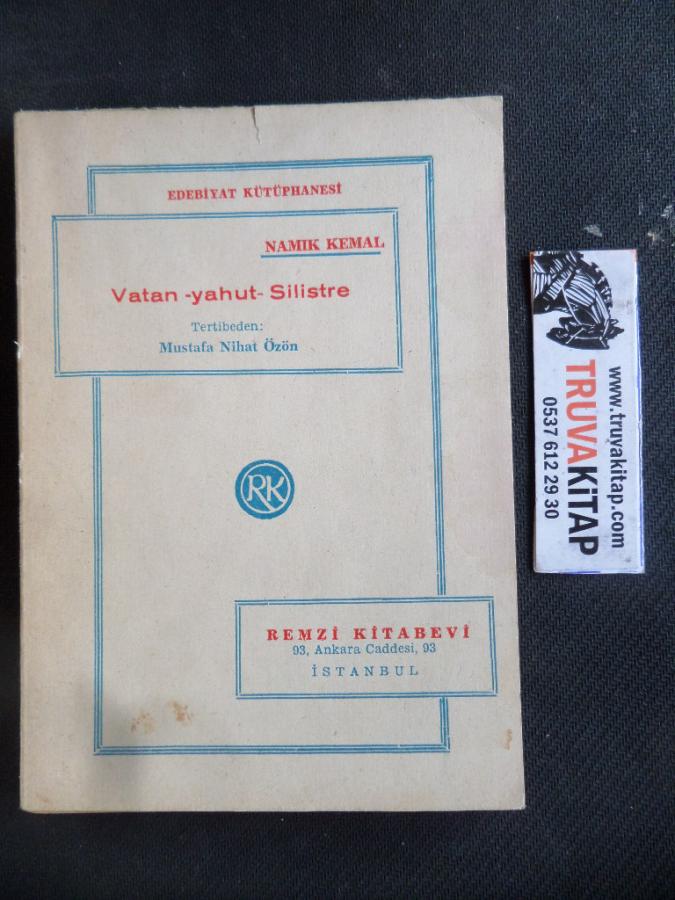 EDEBİYAT KÜTÜPHANESİ
NAMIK KEMAL
Vatan -yahut- Silistre
Tertibeden:
Mustafa Nihat Özön
RK
REMZİ KİTABEVİ
93, Ankara Caddesi, 93
İSTANBUL
www.truvakitap.com
TRUVAKİTAP
0537 612 29 30